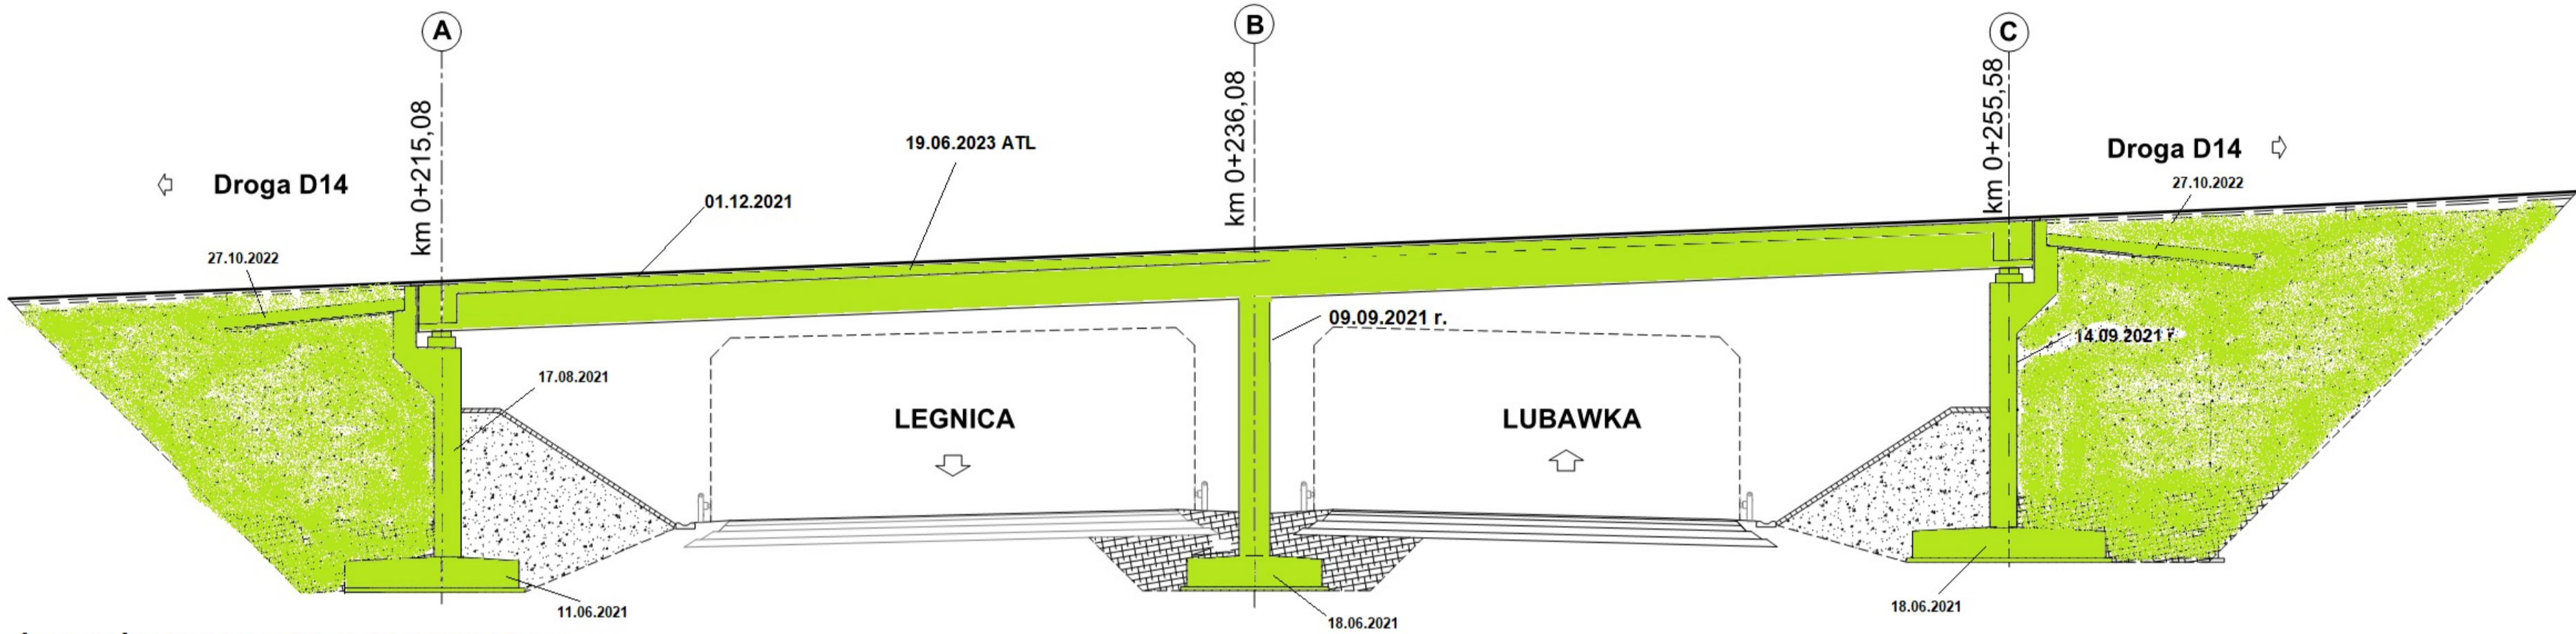 A
B
C
km 0+215,08
km 0+236,08
km 0+255,58
19.06.2023 ATL
Droga D14
Droga D14
27.10.2022
01.12.2021
27.10.2022
09.09.2021 r.
14.09.2021 r.
17.08.2021
LEGNICA
LUBAWKA
11.06.2021
18.06.2021
18.06.2021